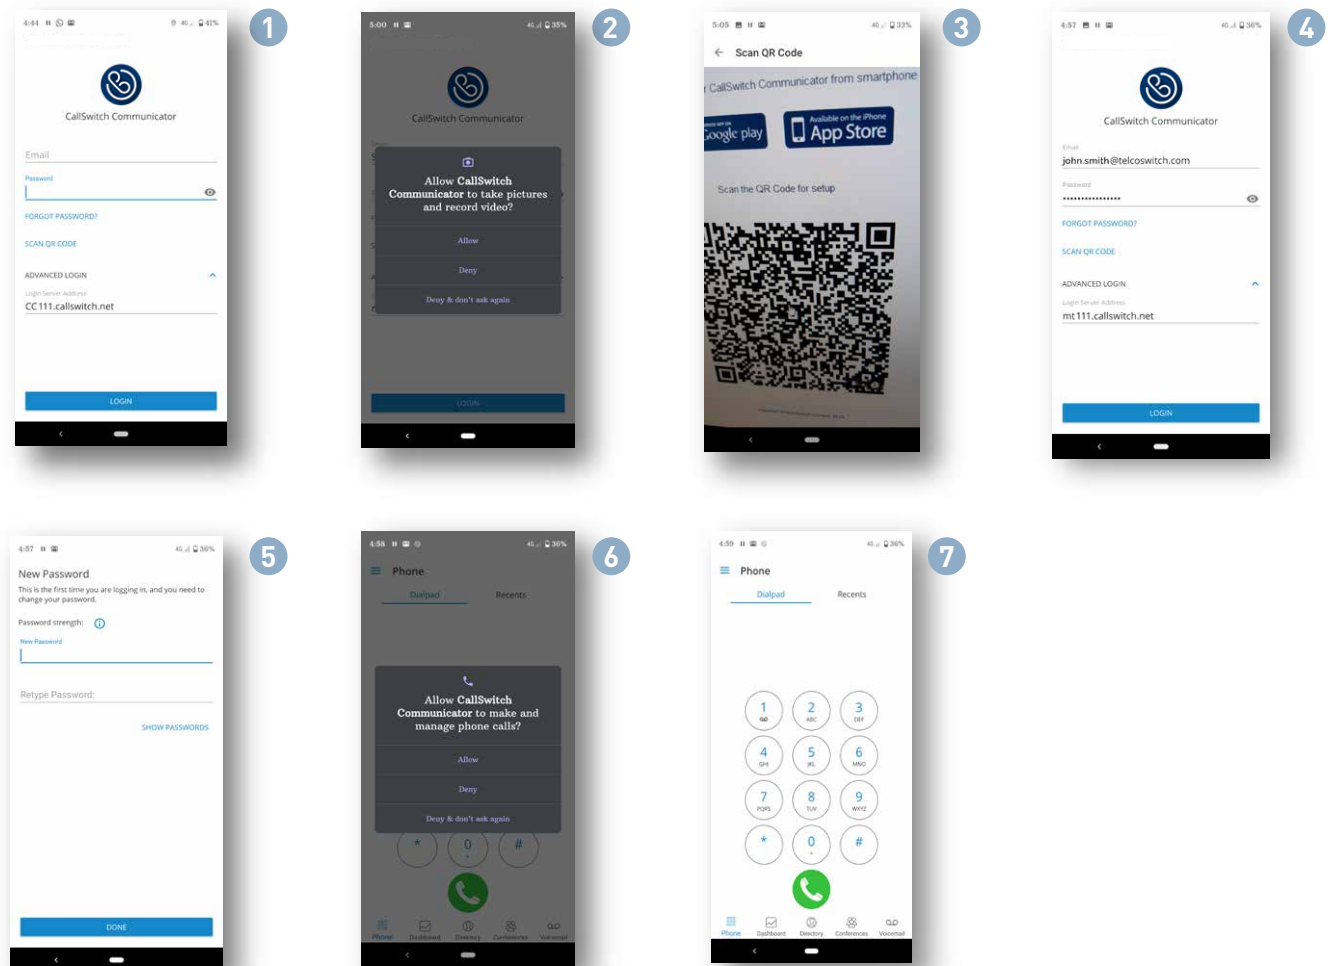 1
4:44
41%
CallSwitch Communicator
Email
Password
FORGOT PASSWORD?
SCAN QR CODE
ADVANCED LOGIN
Login Server Address
CC111.callswitch.net
LOGIN
2
5:00
4G
35%
CallSwitch Communicator
Allow CallSwitch
Communicator to take pictures
and record video?
Allow
Deny
Deny & don't ask again
LOGIN
3
5:05
4G
33%
Scan QR Code
CallSwitch Communicator from smartphone
Google play
Available on the iPhone
App Store
Scan the QR Code for setup
4
4:57
4G
36%
CallSwitch Communicator
Email
john.smith@telcoswitch.com
Password
••••••••••••••••
FORGOT PASSWORD?
SCAN QR CODE
ADVANCED LOGIN
Login Server Address
mt111.callswitch.net
LOGIN
5
4:57
4G
36%
New Password
This is the first time you are logging in, and you need to
change your password.
Password strength:
New Password
Retype Password:
SHOW PASSWORDS
DONE
6
4:58
4G
36%
Phone
Dialpad Recents
Allow CallSwitch
Communicator to make and
manage phone calls?
Allow
Deny
Deny & don't ask again
* 0 #
Phone Dashboard Directory Conferences Voicemail
7
4:59
4G
36%
Phone
Dialpad Recents
1 2 3
ABC DEF
4 5 6
GHI JKL MNO
7 8 9
PQRS TUV WXYZ
* 0 #
Phone Dashboard Directory Conferences Voicemail